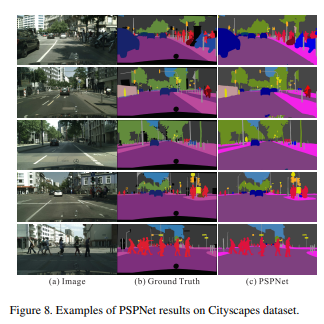 (a) Image (b) Ground Truth (c) PSPNet
Figure 8. Examples of PSPNet results on Cityscapes dataset.